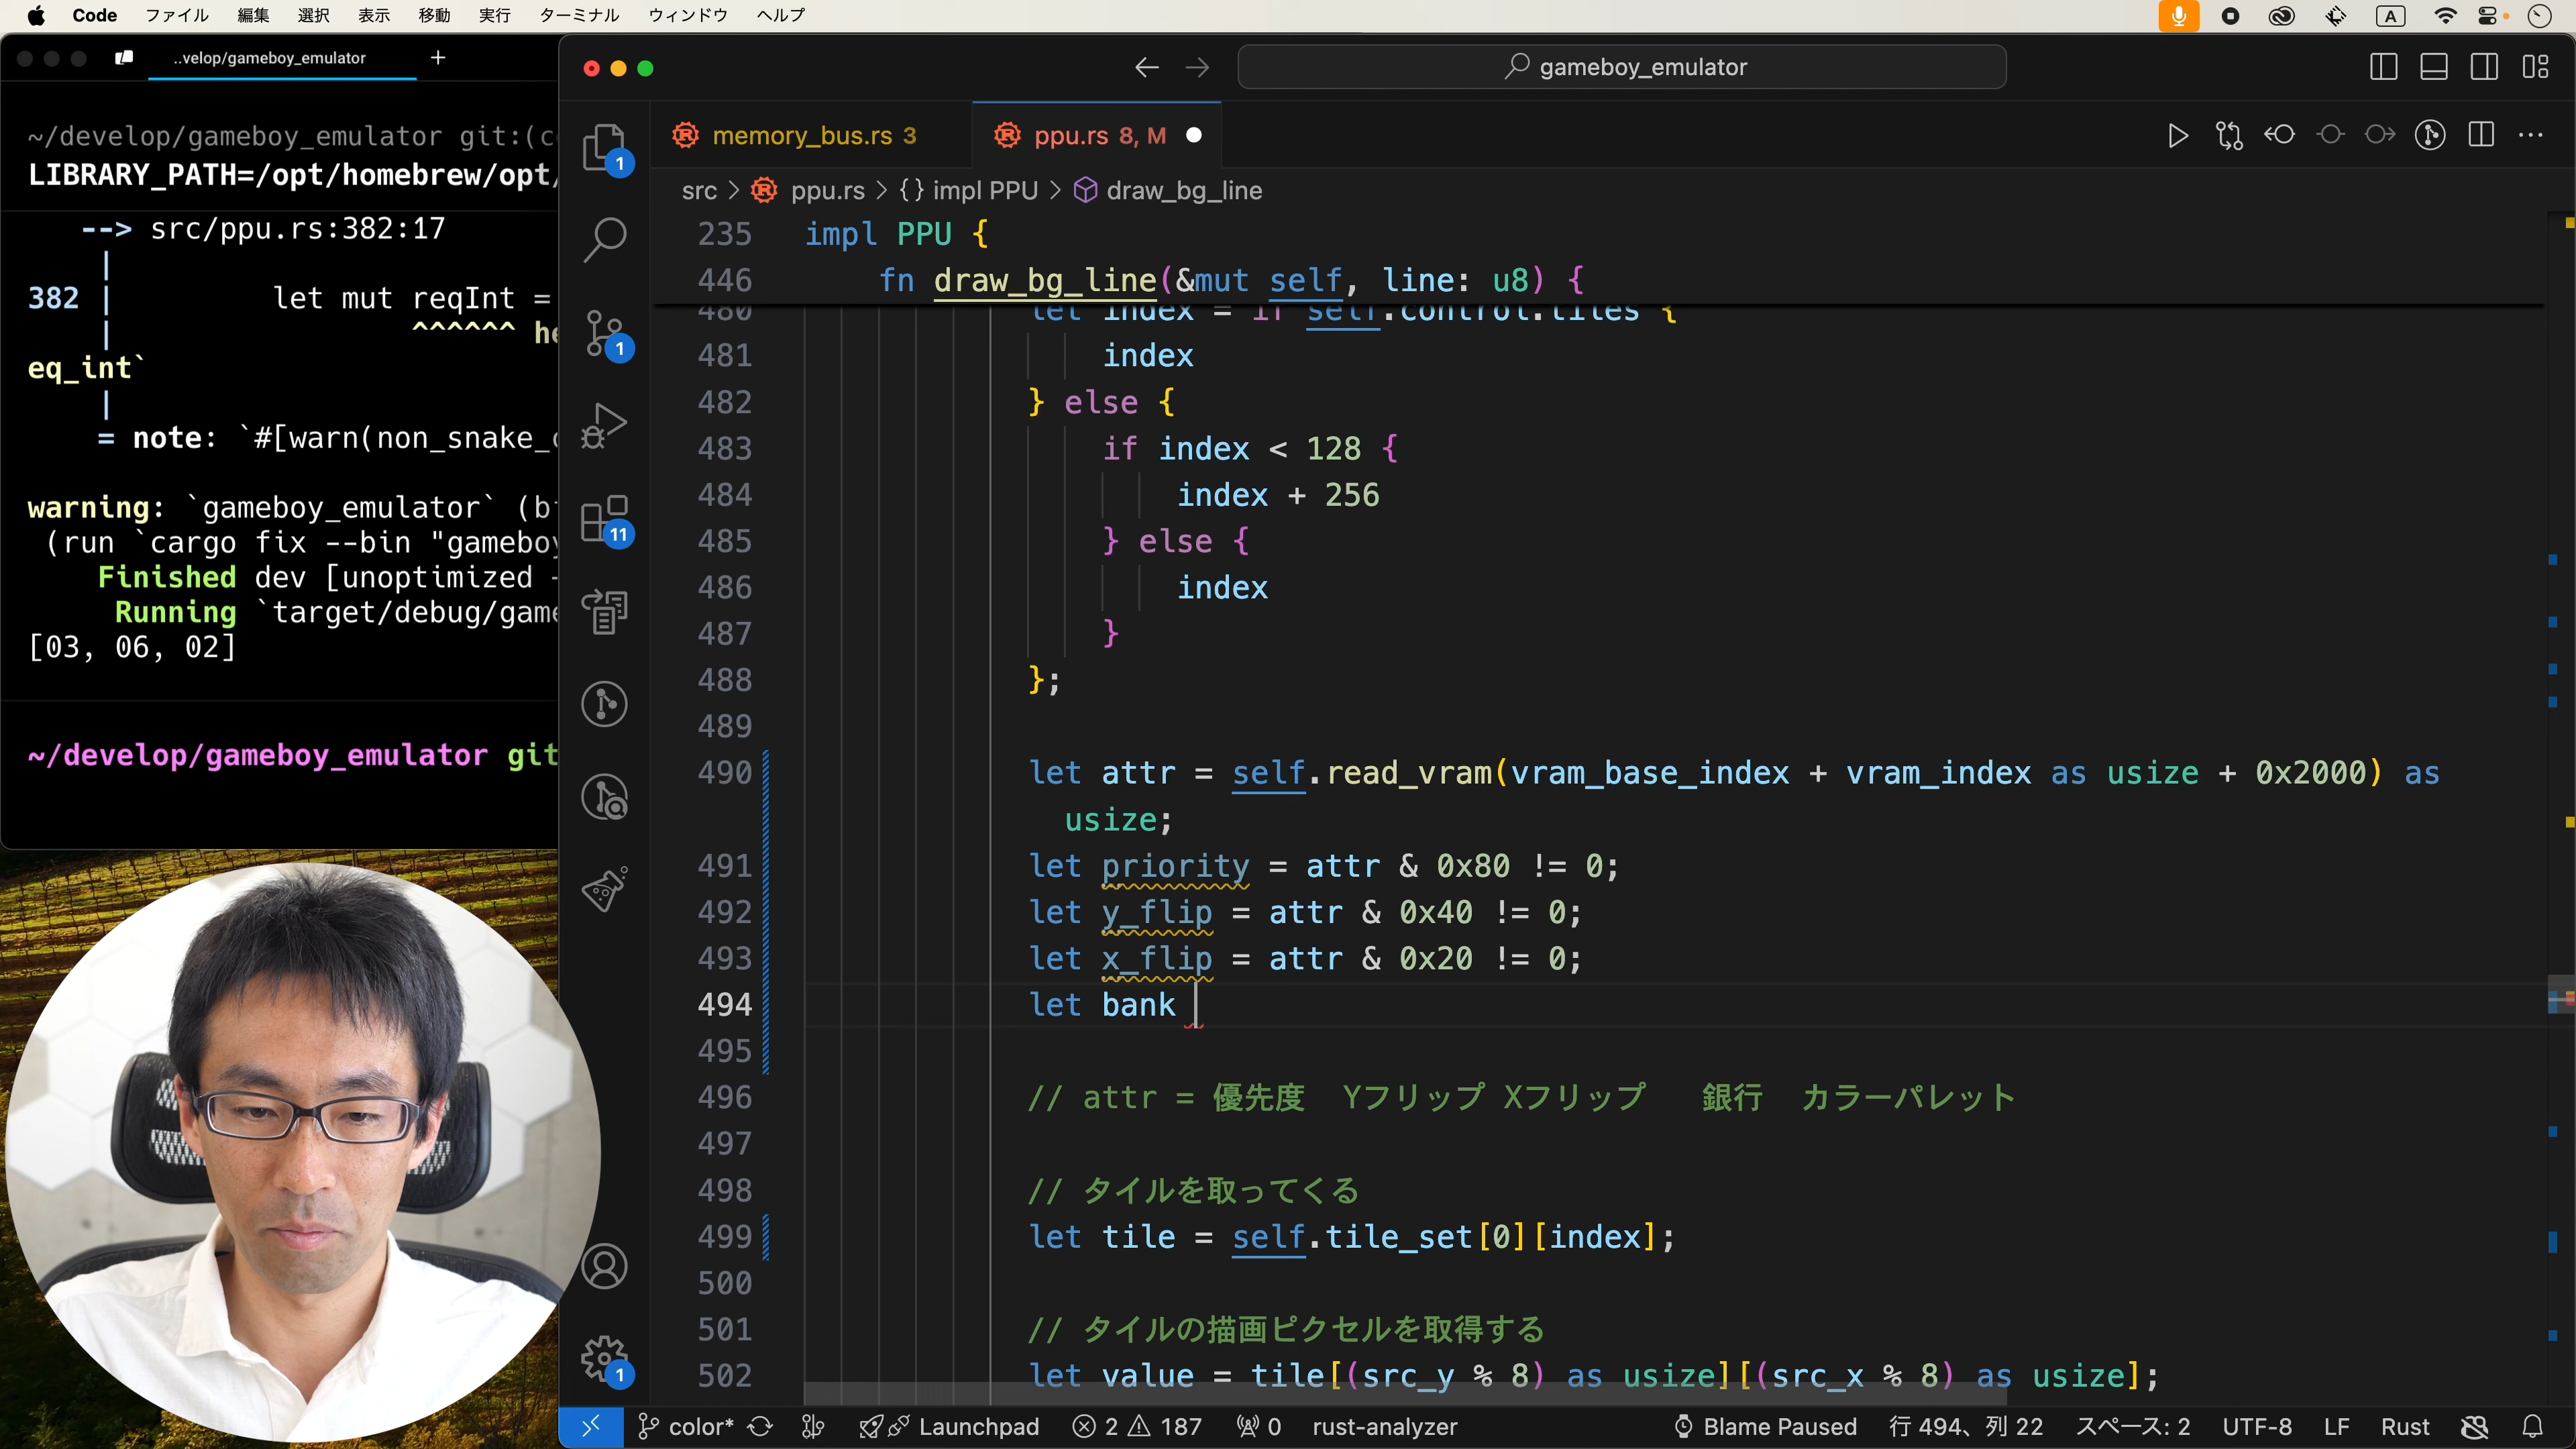 Code ファイル 編集 選択 表示 移動 実行 ターミナル ウィンドウ ヘルプ A
..velop/gameboy_emulator +
~/develop/gameboy_emulator git:(c
LIBRARY_PATH=/opt/homebrew/opt/
--> src/ppu.rs:382:17
|
382 | let mut reqInt =
| ^^^^^^ he
eq_int`
|
= note: `#[warn(non_snake_c
warning: `gameboy_emulator` (bi
(run `cargo fix --bin "gameboy
Finished dev [unoptimized +
Running `target/debug/game
[03, 06, 02]
~/develop/gameboy_emulator git
gameboy_emulator
memory_bus.rs 3
ppu.rs 8, M
src > ppu.rs > {} impl PPU > draw_bg_line
1
1
11
1
235 impl PPU {
446 fn draw_bg_line(&mut self, line: u8) {
480 let index = if self.control.tiles {
481 index
482 } else {
483 if index < 128 {
484 index + 256
485 } else {
486 index
487 }
488 };
489
490 let attr = self.read_vram(vram_base_index + vram_index as usize + 0x2000) as
usize;
491 let priority = attr & 0x80 != 0;
492 let y_flip = attr & 0x40 != 0;
493 let x_flip = attr & 0x20 != 0;
494 let bank
495
496 // attr = 優先度 Yフリップ Xフリップ 銀行 カラーパレット
497
498 // タイルを取ってくる
499 let tile = self.tile_set[0][index];
500
501 // タイルの描画ピクセルを取得する
502 let value = tile[(src_y % 8) as usize][(src_x % 8) as usize];
color* Launchpad 2 187 0 rust-analyzer Blame Paused 行 494、列 22 スペース: 2 UTF-8 LF Rust